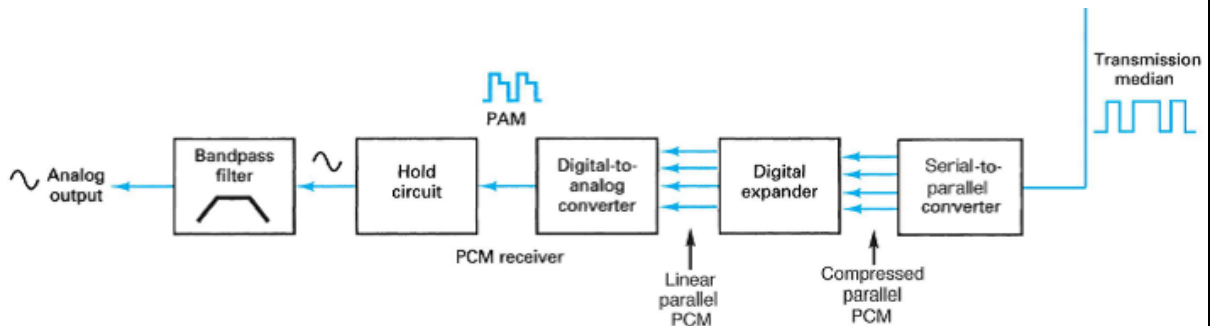 Transmission
median
PAM
Analog
output
Bandpass
filter
Hold
circuit
Digital-to-
analog
converter
Digital
expander
Serial-to-
parallel
converter
PCM receiver
Linear
parallel
PCM
Compressed
parallel
PCM